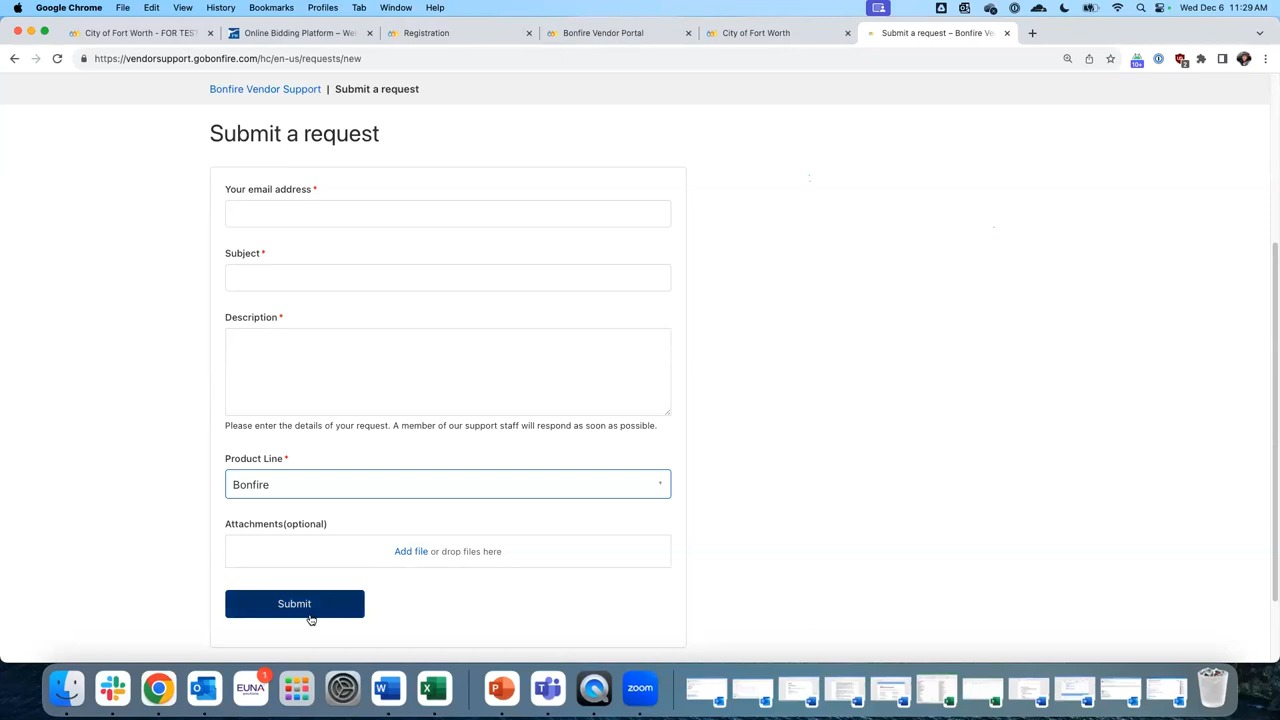 Google Chrome File Edit View History Bookmarks Profiles Tab Window Help Wed Dec 6 11:29 AM
City of Fort Worth - FOR TEST Online Bidding Platform – We Registration Bonfire Vendor Portal City of Fort Worth Submit a request – Bonfire Ve
https://vendorsupport.gobonfire.com/hc/en-us/requests/new 10+ 2
Bonfire Vendor Support | Submit a request
Submit a request
Your email address*
Subject*
Description*
Please enter the details of your request. A member of our support staff will respond as soon as possible.
Product Line*
Bonfire
Attachments(optional)
Add file or drop files here
Submit
EUNA 1 zoom